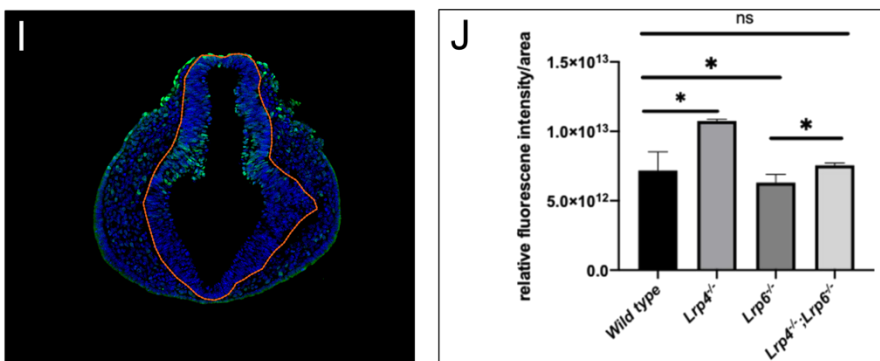 I
J
ns
*
*
*
relative fluorescene intensity/area
1.5×10¹³
1.0×10¹³
5.0×10¹²
0.0
Wild type
Lrp4⁻/⁻
Lrp6⁻/⁻
Lrp4⁻/⁻;Lrp6⁻/⁻